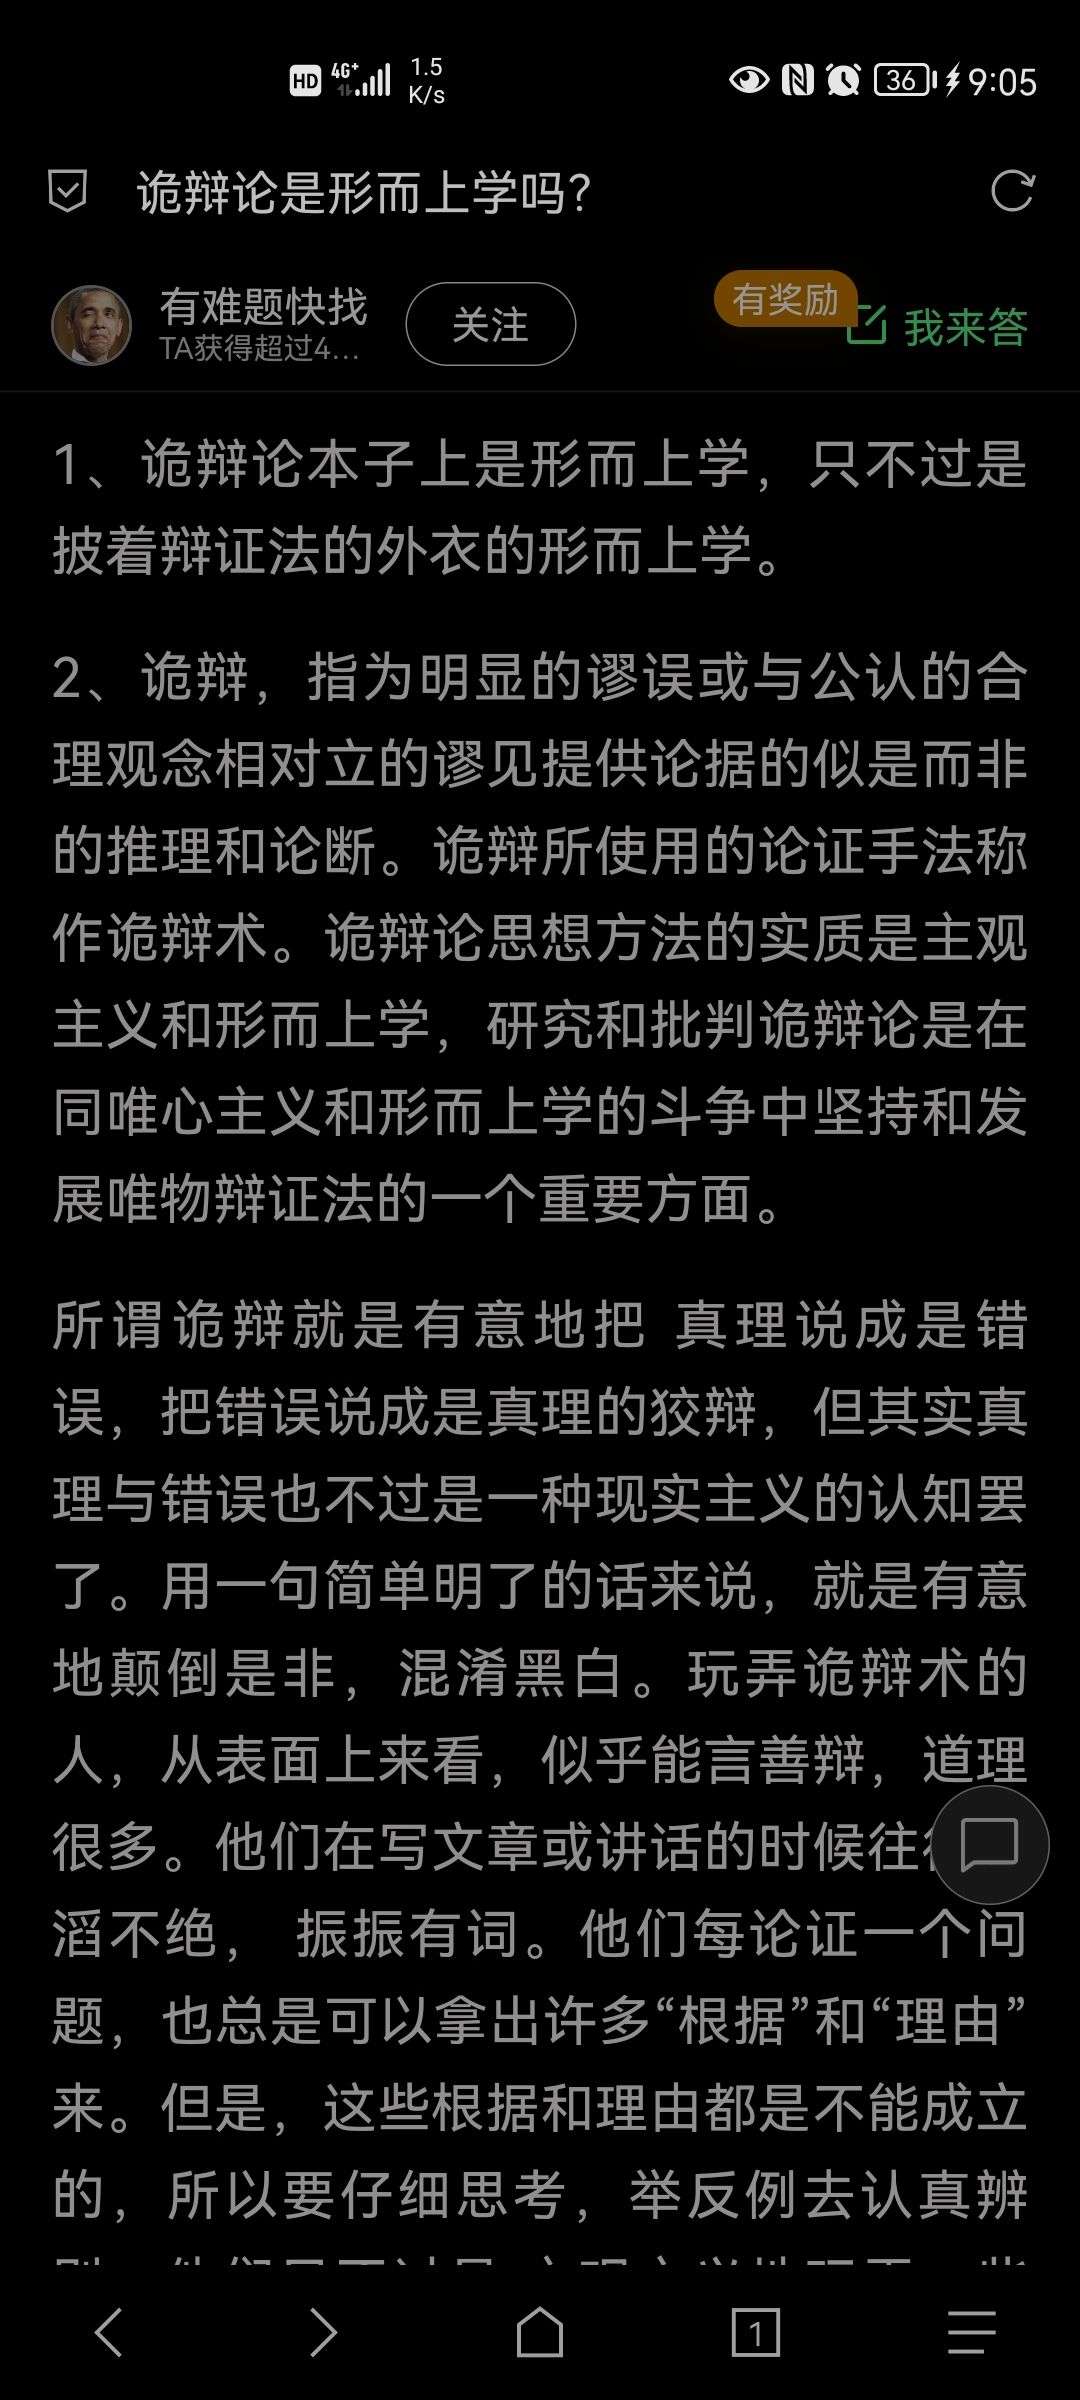 HD 4G+ 1.5 K/s 36 9:05
诡辩论是形而上学吗？
有难题快找
TA获得超过4...
关注
有奖励
我来答
1、诡辩论本子上是形而上学，只不过是
披着辩证法的外衣的形而上学。
2、诡辩，指为明显的谬误或与公认的合
理观念相对立的谬见提供论据的似是而非
的推理和论断。诡辩所使用的论证手法称
作诡辩术。诡辩论思想方法的实质是主观
主义和形而上学，研究和批判诡辩论是在
同唯心主义和形而上学的斗争中坚持和发
展唯物辩证法的一个重要方面。
所谓诡辩就是有意地把 真理说成是错
误，把错误说成是真理的狡辩，但其实真
理与错误也不过是一种现实主义的认知罢
了。用一句简单明了的话来说，就是有意
地颠倒是非，混淆黑白。玩弄诡辩术的
人，从表面上来看，似乎能言善辩，道理
很多。他们在写文章或讲话的时候往
滔不绝， 振振有词。他们每论证一个问
题，也总是可以拿出许多“根据”和“理由”
来。但是，这些根据和理由都是不能成立
的，所以要仔细思考，举反例去认真辨
1